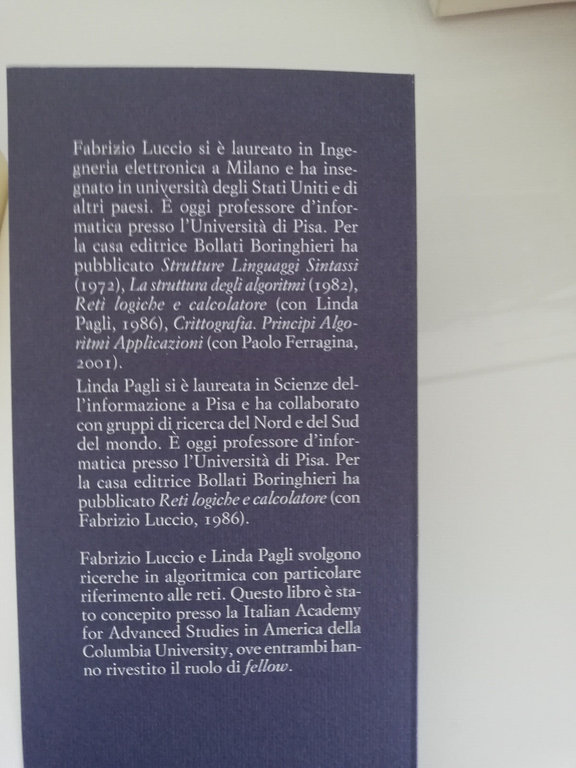 Fabrizio Luccio si è laureato in Inge-
gneria elettronica a Milano e ha inse-
gnato in università degli Stati Uniti e di
altri paesi. È oggi professore d'infor-
matica presso l'Università di Pisa. Per
la casa editrice Bollati Boringhieri ha
pubblicato Strutture Linguaggi Sintassi
(1972), La struttura degli algoritmi (1982),
Reti logiche e calcolatore (con Linda
Pagli, 1986), Crittografia. Principi Algo-
ritmi Applicazioni (con Paolo Ferragina,
2001).
Linda Pagli si è laureata in Scienze del-
l'informazione a Pisa e ha collaborato
con gruppi di ricerca del Nord e del Sud
del mondo. È oggi professore d'infor-
matica presso l'Università di Pisa. Per
la casa editrice Bollati Boringhieri ha
pubblicato Reti logiche e calcolatore (con
Fabrizio Luccio, 1986).
Fabrizio Luccio e Linda Pagli svolgono
ricerche in algoritmica con particolare
riferimento alle reti. Questo libro è sta-
to concepito presso la Italian Academy
for Advanced Studies in America della
Columbia University, ove entrambi han-
no rivestito il ruolo di fellow.